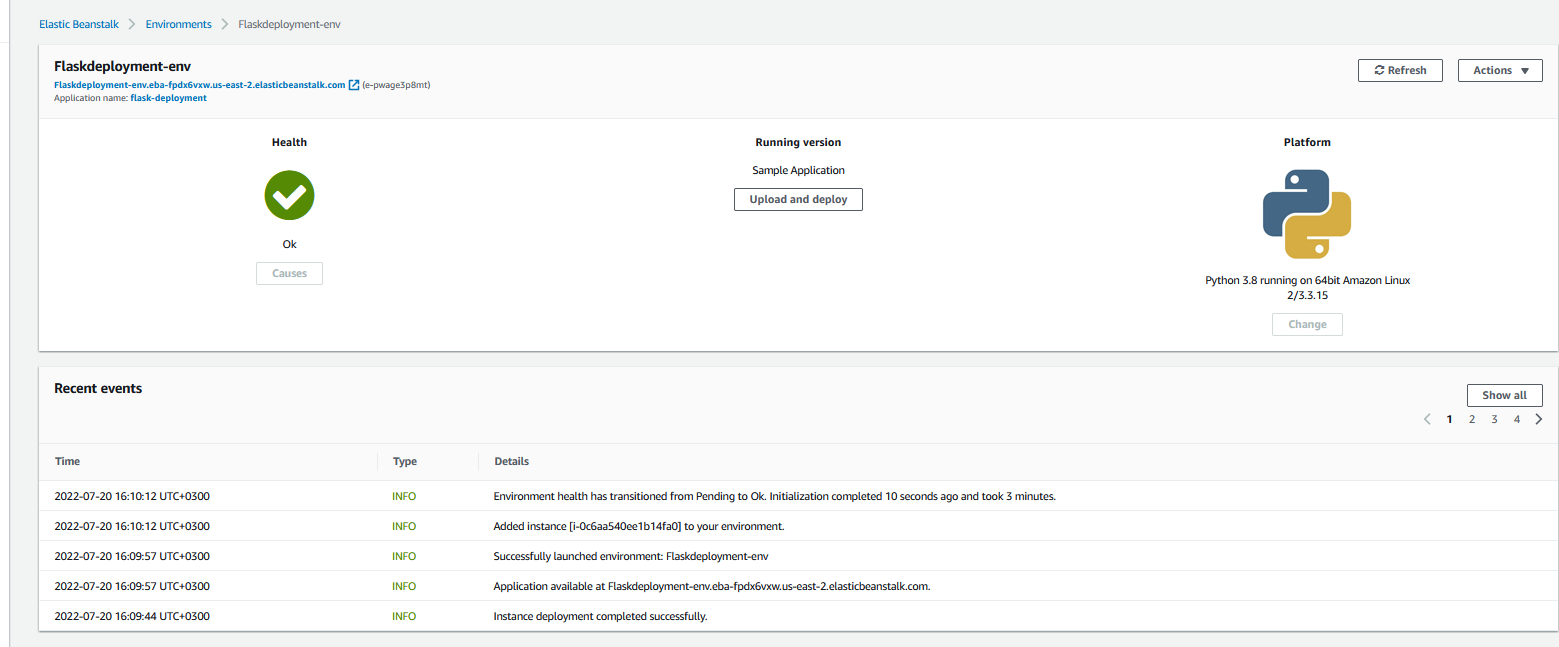 Elastic Beanstalk > Environments > Flaskdeployment-env
Flaskdeployment-env
Refresh
Actions ▼
Flaskdeployment-env.eba-fpdx6vxw.us-east-2.elasticbeanstalk.com (e-pwage3p8mt)
Application name: flask-deployment
Health
Ok
Causes
Running version
Sample Application
Upload and deploy
Platform
Python 3.8 running on 64bit Amazon Linux
2/3.3.15
Change
Recent events
Show all
< 1 2 3 4 >
Time Type Details
2022-07-20 16:10:12 UTC+0300 INFO Environment health has transitioned from Pending to Ok. Initialization completed 10 seconds ago and took 3 minutes.
2022-07-20 16:10:12 UTC+0300 INFO Added instance [i-0c6aa540ee1b14fa0] to your environment.
2022-07-20 16:09:57 UTC+0300 INFO Successfully launched environment: Flaskdeployment-env
2022-07-20 16:09:57 UTC+0300 INFO Application available at Flaskdeployment-env.eba-fpdx6vxw.us-east-2.elasticbeanstalk.com.
2022-07-20 16:09:44 UTC+0300 INFO Instance deployment completed successfully.